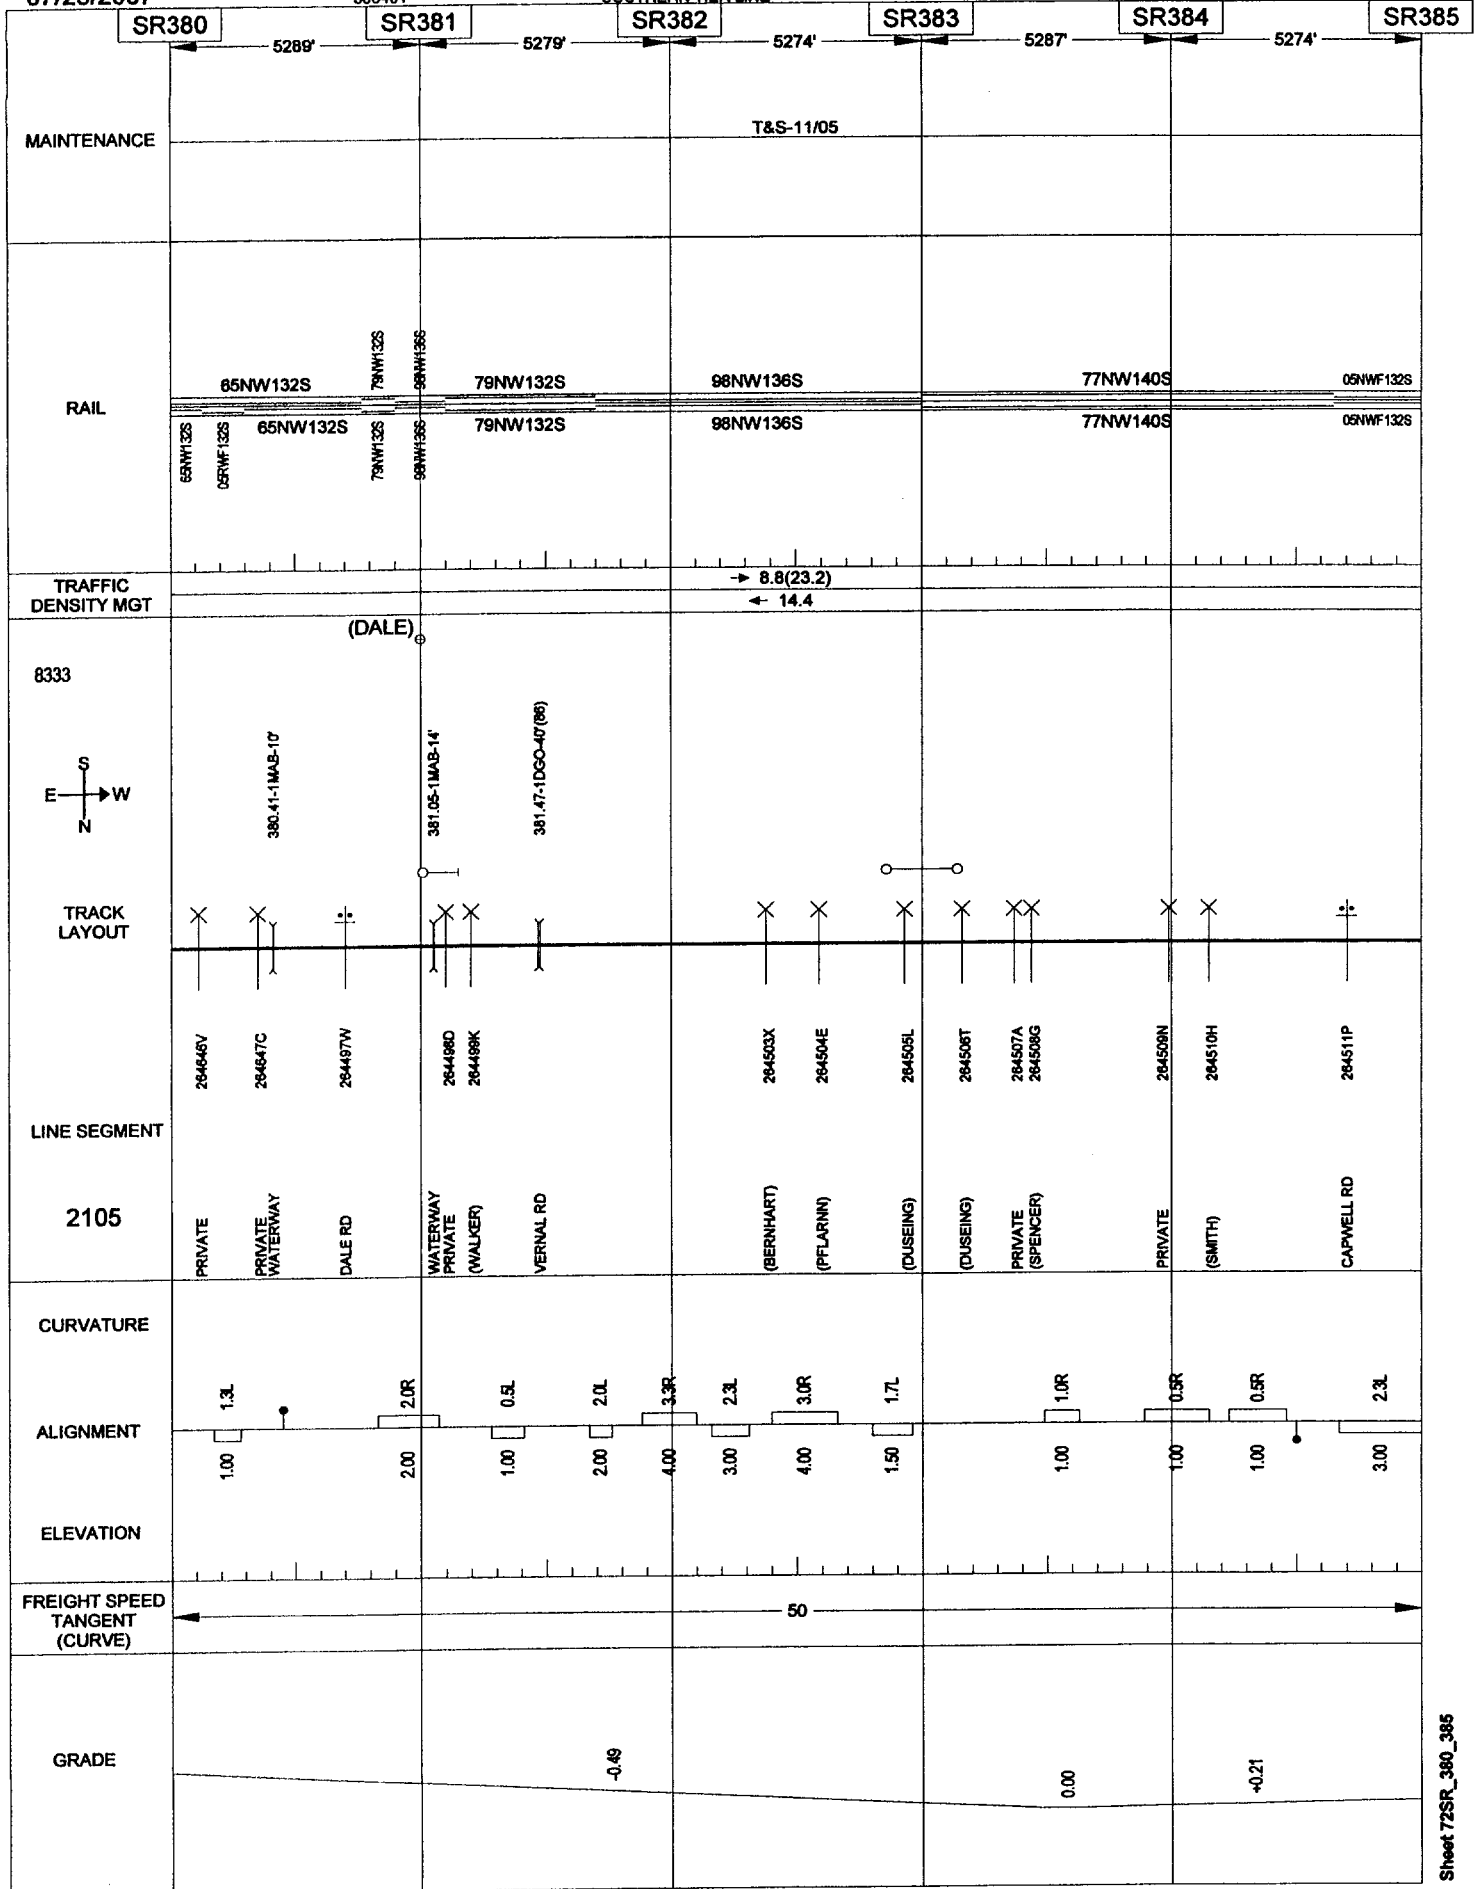 SR380 SR381 SR382 SR383 SR384 SR385
5289' 5279' 5274' 5287' 5274'
MAINTENANCE
T&S-11/05
79NW132S 98NW136S
65NW132S 79NW132S 98NW136S 77NW140S 05NWF132S
RAIL
65NW132S 79NW132S 98NW136S 77NW140S 05NWF132S
65NW132S 05RWF132S 79NW132S 98NW136S
TRAFFIC
DENSITY MGT
→ 8.8(23.2)
← 14.4
(DALE)
8333
S
E W
N
380.41-1MAB-10'
381.05-1MAB-14'
381.47-1DGO-40'(86)
TRACK
LAYOUT
264646V
264647C
264497W
264498D
264499K
264503X
264504E
264505L
264506T
264507A
264508G
264509N
264510H
264511P
LINE SEGMENT
2105
PRIVATE
PRIVATE
WATERWAY
DALE RD
WATERWAY
PRIVATE
(WALKER)
VERNAL RD
(BERNHART)
(PFLARNN)
(DUSEING)
(DUSEING)
PRIVATE
(SPENCER)
PRIVATE
(SMITH)
CAPWELL RD
CURVATURE
1.3L 2.0R 0.5L 2.0L 3.3R 2.3L 3.0R 1.7L 1.0R 0.5R 0.5R 2.3L
ALIGNMENT
1.00 2.00 1.00 2.00 4.00 3.00 4.00 1.50 1.00 1.00 1.00 3.00
ELEVATION
FREIGHT SPEED
TANGENT
(CURVE)
50
GRADE
-0.49
0.00
+0.21
Sheet 72SR_380_385